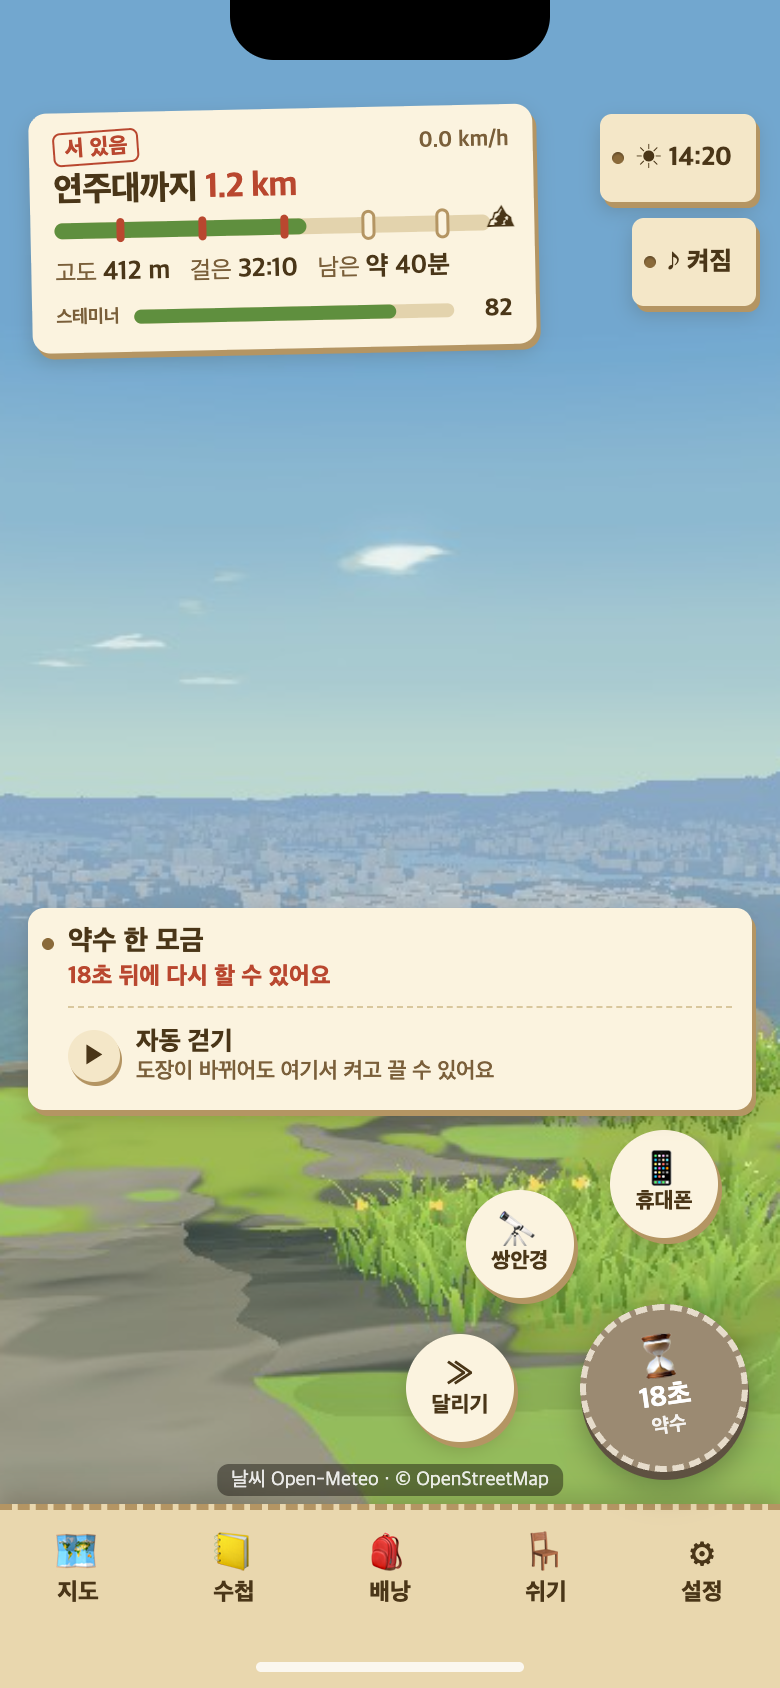 서 있음
0.0 km/h
연주대까지 1.2 km
고도 412 m 걸은 32:10 남은 약 40분
스테미너 82
14:20
♪ 켜짐
약수 한 모금
18초 뒤에 다시 할 수 있어요
자동 걷기
도장이 바뀌어도 여기서 켜고 끌 수 있어요
휴대폰
쌍안경
달리기
18초
약수
날씨 Open-Meteo · © OpenStreetMap
지도 수첩 배낭 쉬기 설정